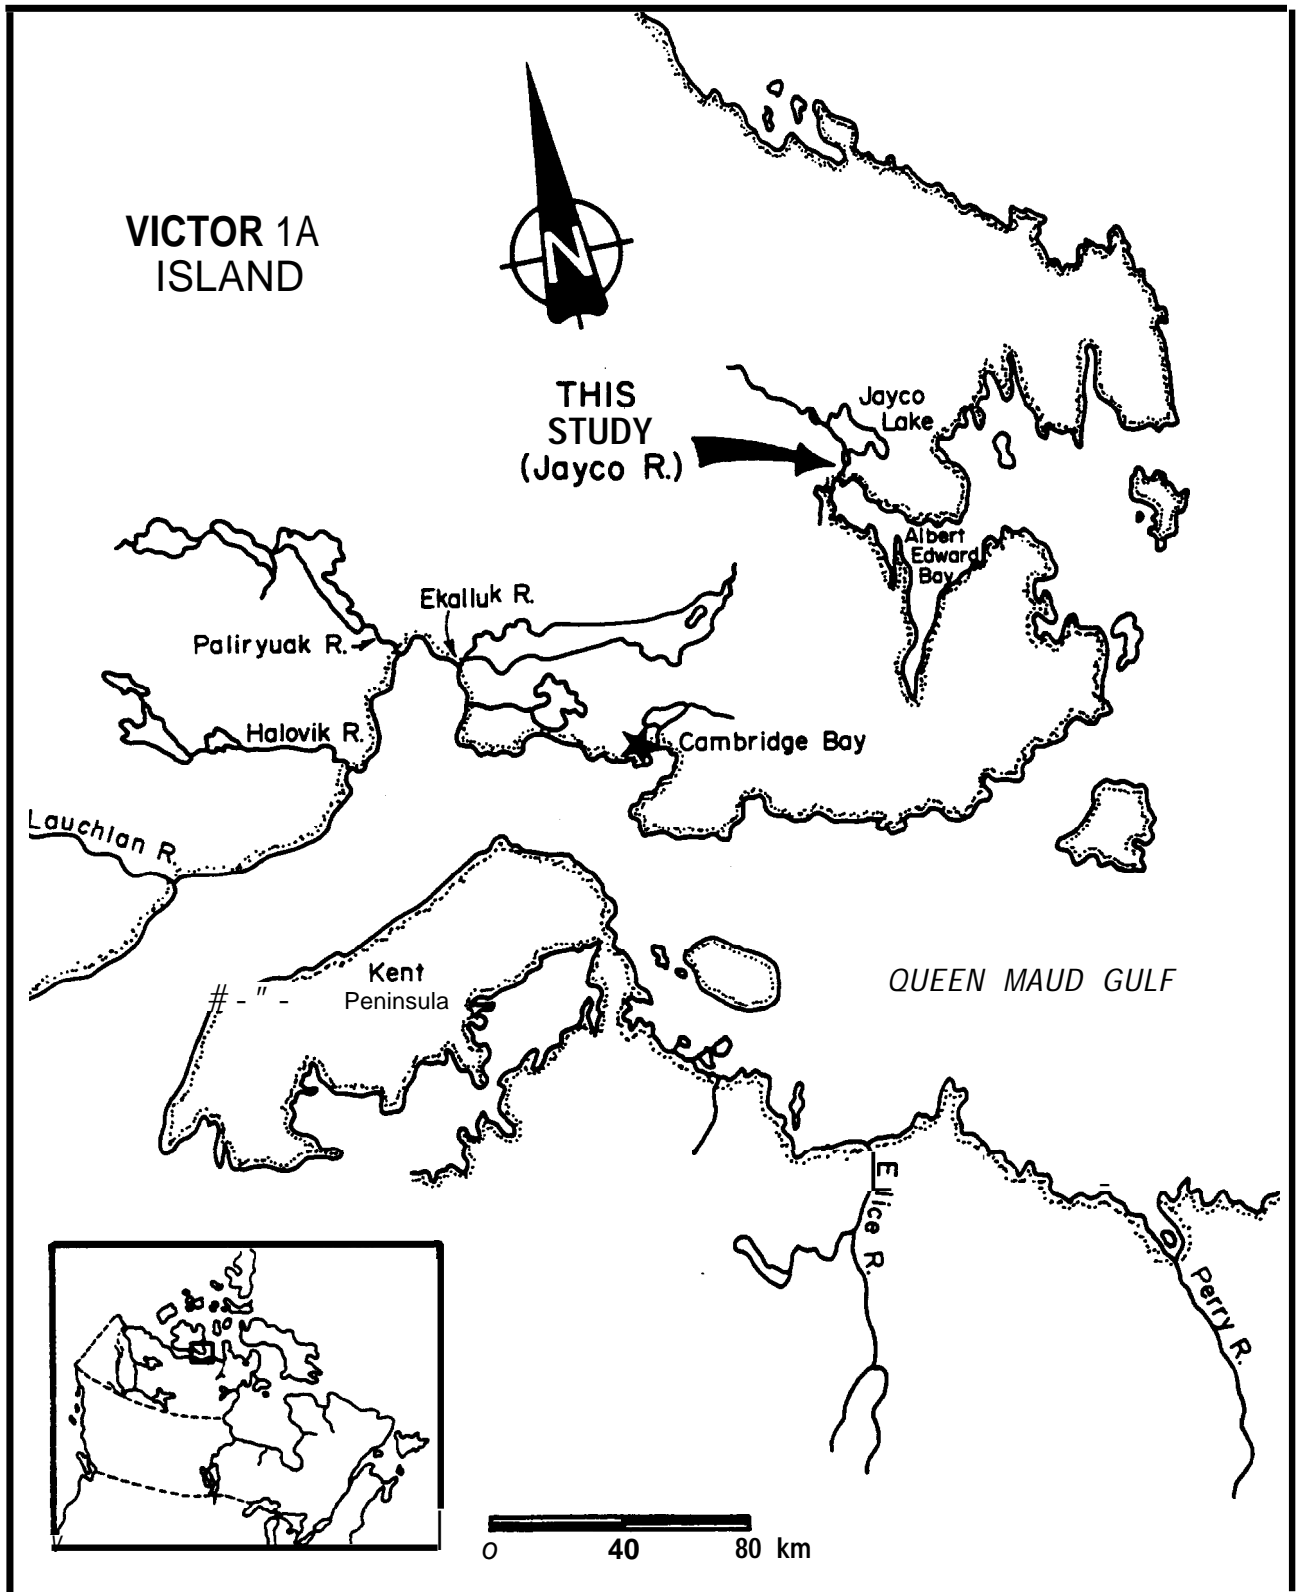 VICTOR 1A
ISLAND
N
THIS
STUDY
(Jayco R.)
Jayco
Lake
Albert
Edward
Bay
Ekalluk R.
Paliryuak R.
Halovik R.
Cambridge Bay
Lauchlan R.
Kent
Peninsula
# - " -
QUEEN MAUD GULF
Ellice R.
Perry R.
0 40 80 km